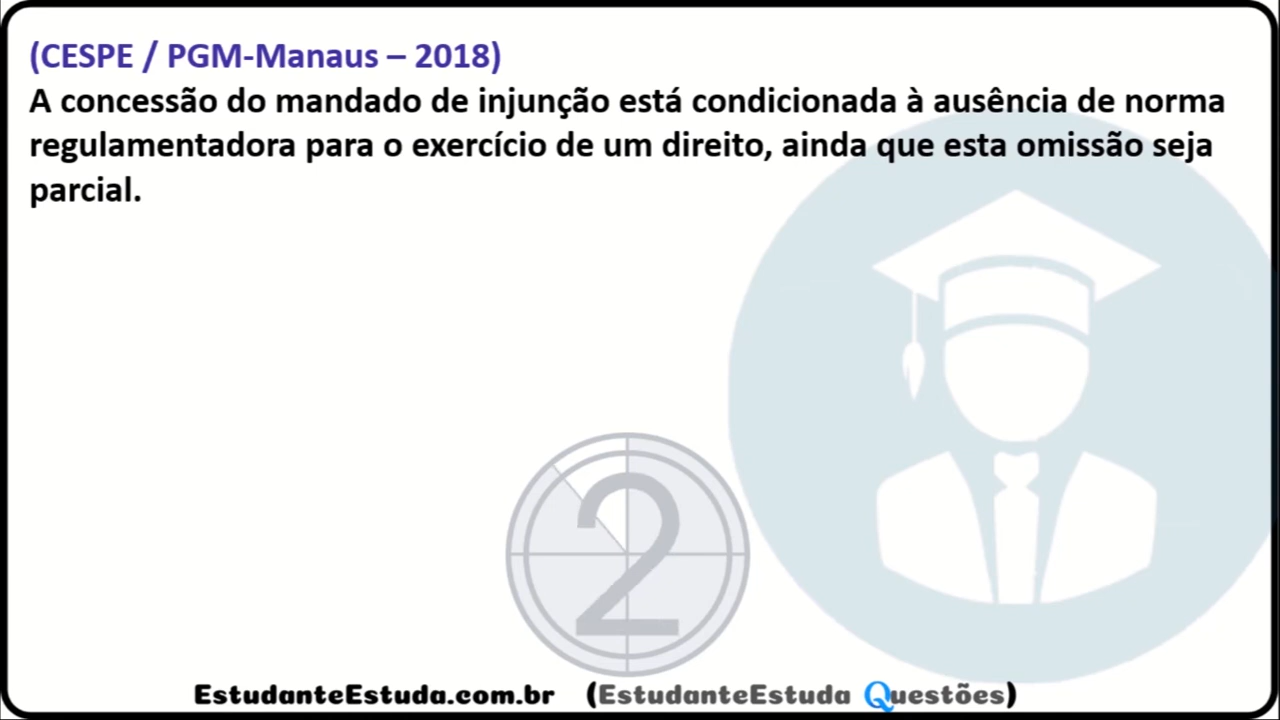 (CESPE / PGM-Manaus – 2018)
A concessão do mandado de injunção está condicionada à ausência de norma
regulamentadora para o exercício de um direito, ainda que esta omissão seja
parcial.
2
EstudanteEstuda.com.br (EstudanteEstuda Questões)